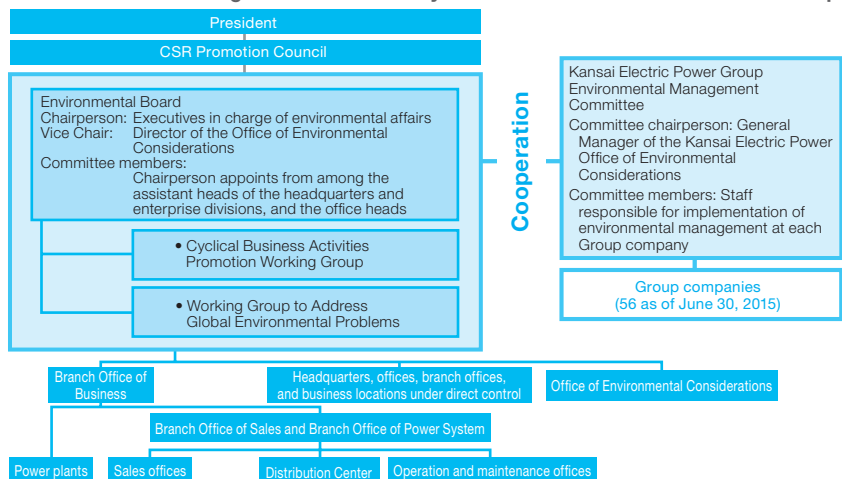 President
CSR Promotion Council
Environmental Board
Chairperson: Executives in charge of environmental affairs
Vice Chair: Director of the Office of Environmental
Considerations
Committee members:
Chairperson appoints from among the
assistant heads of the headquarters and
enterprise divisions, and the office heads
• Cyclical Business Activities
Promotion Working Group
• Working Group to Address
Global Environmental Problems
Cooperation
Kansai Electric Power Group
Environmental Management
Committee
Committee chairperson: General
Manager of the Kansai Electric Power
Office of Environmental
Considerations
Committee members: Staff
responsible for implementation of
environmental management at each
Group company
Group companies
(56 as of June 30, 2015)
Branch Office of
Business
Headquarters, offices, branch offices,
and business locations under direct control
Office of Environmental Considerations
Branch Office of Sales and Branch Office of Power System
Power plants
Sales offices
Distribution Center
Operation and maintenance offices